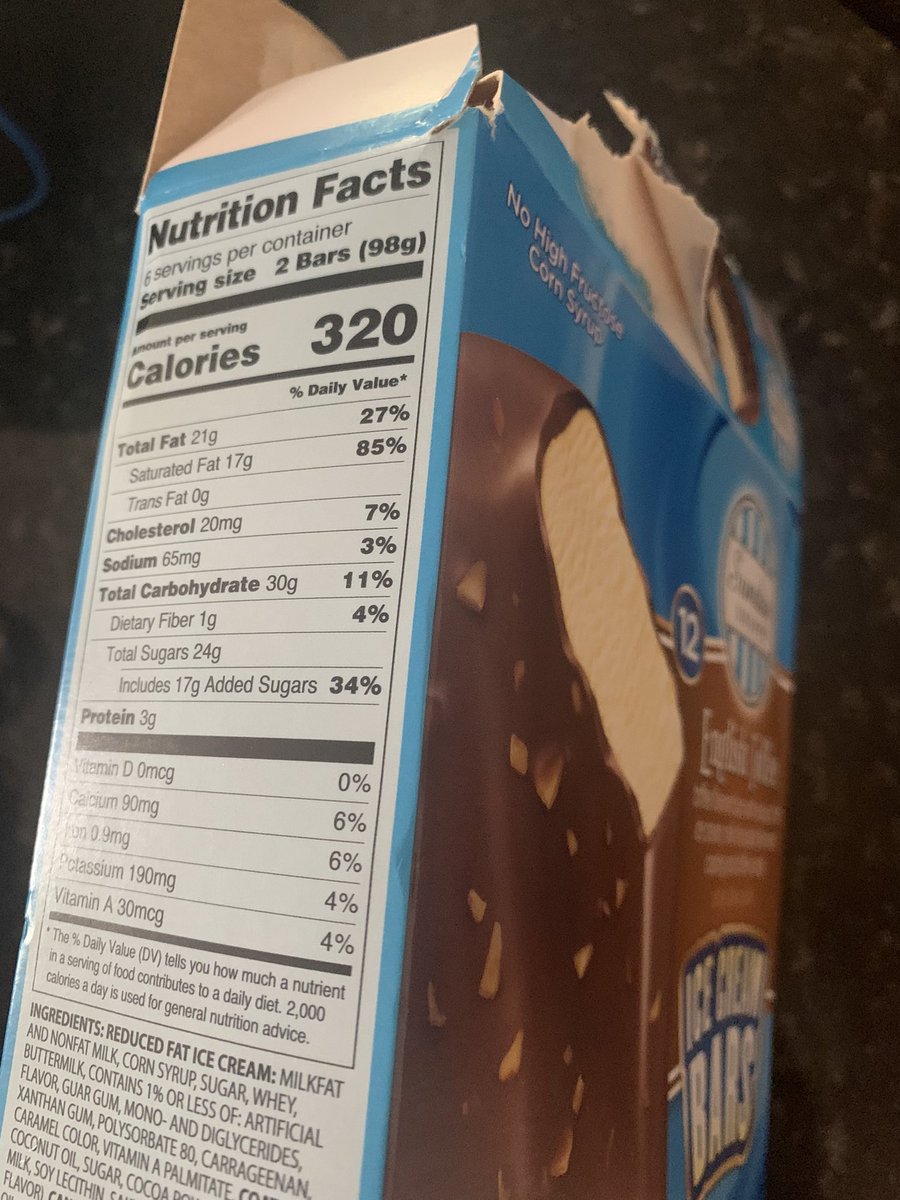 Nutrition Facts
6 servings per container
Serving size 2 Bars (98g)
Amount per serving
Calories 320
% Daily Value*
Total Fat 21g 27%
Saturated Fat 17g 85%
Trans Fat 0g
Cholesterol 20mg 7%
Sodium 65mg 3%
Total Carbohydrate 30g 11%
Dietary Fiber 1g 4%
Total Sugars 24g
Includes 17g Added Sugars 34%
Protein 3g
Vitamin D 0mcg 0%
Calcium 90mg 6%
Iron 0.9mg 6%
Potassium 190mg 4%
Vitamin A 30mcg 4%
* The % Daily Value (DV) tells you how much a nutrient
in a serving of food contributes to a daily diet. 2,000
calories a day is used for general nutrition advice.
INGREDIENTS: REDUCED FAT ICE CREAM: MILKFAT
AND NONFAT MILK, CORN SYRUP, SUGAR, WHEY,
BUTTERMILK, CONTAINS 1% OR LESS OF: ARTIFICIAL
FLAVOR, GUAR GUM, MONO- AND DIGLYCERIDES,
XANTHAN GUM, POLYSORBATE 80, CARRAGEENAN,
CARAMEL COLOR, VITAMIN A PALMITATE.
COCONUT OIL, SUGAR, COCOA
MILK, SOY LECITHIN,
FLAVOR)
No High Fructose
Corn Syrup
12
English Toffee
ICE CREAM
BARS